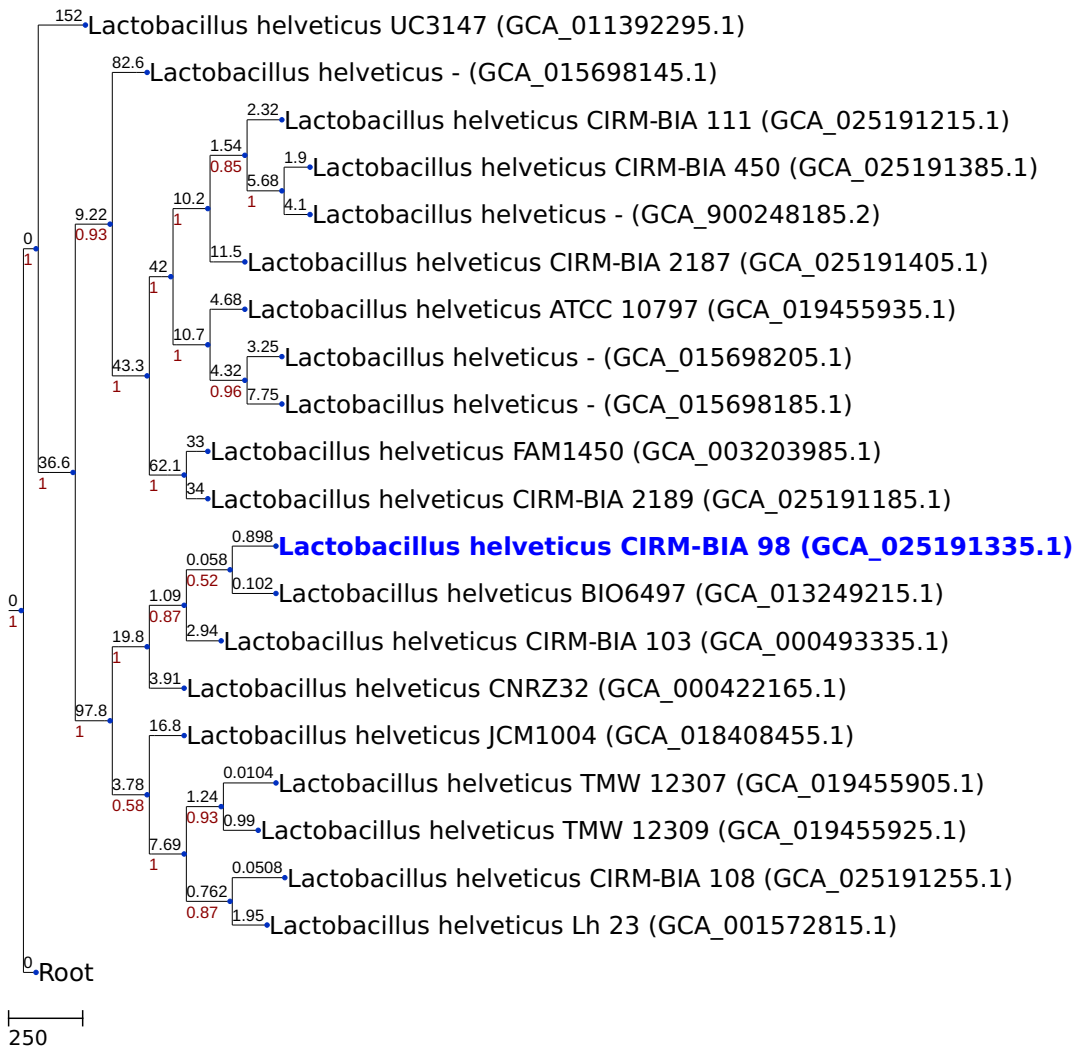 152 Lactobacillus helveticus UC3147 (GCA_011392295.1)
82.6 Lactobacillus helveticus - (GCA_015698145.1)
2.32 Lactobacillus helveticus CIRM-BIA 111 (GCA_025191215.1)
1.54
0.85
1.9 Lactobacillus helveticus CIRM-BIA 450 (GCA_025191385.1)
5.68
1
10.2
1
4.1 Lactobacillus helveticus - (GCA_900248185.2)
9.22
0.93
0
1
11.5 Lactobacillus helveticus CIRM-BIA 2187 (GCA_025191405.1)
42
1
4.68 Lactobacillus helveticus ATCC 10797 (GCA_019455935.1)
10.7
1
3.25 Lactobacillus helveticus - (GCA_015698205.1)
43.3
1
4.32
0.96
7.75 Lactobacillus helveticus - (GCA_015698185.1)
33 Lactobacillus helveticus FAM1450 (GCA_003203985.1)
36.6
1
62.1
1
34 Lactobacillus helveticus CIRM-BIA 2189 (GCA_025191185.1)
0.898 Lactobacillus helveticus CIRM-BIA 98 (GCA_025191335.1)
0.058
0.52
0.102 Lactobacillus helveticus BIO6497 (GCA_013249215.1)
1.09
0.87
0
1
2.94 Lactobacillus helveticus CIRM-BIA 103 (GCA_000493335.1)
19.8
1
3.91 Lactobacillus helveticus CNRZ32 (GCA_000422165.1)
97.8
1
16.8 Lactobacillus helveticus JCM1004 (GCA_018408455.1)
0.0104 Lactobacillus helveticus TMW 12307 (GCA_019455905.1)
3.78
0.58
1.24
0.93
0.99 Lactobacillus helveticus TMW 12309 (GCA_019455925.1)
7.69
1
0.0508 Lactobacillus helveticus CIRM-BIA 108 (GCA_025191255.1)
0.762
0.87
1.95 Lactobacillus helveticus Lh 23 (GCA_001572815.1)
0 Root
250